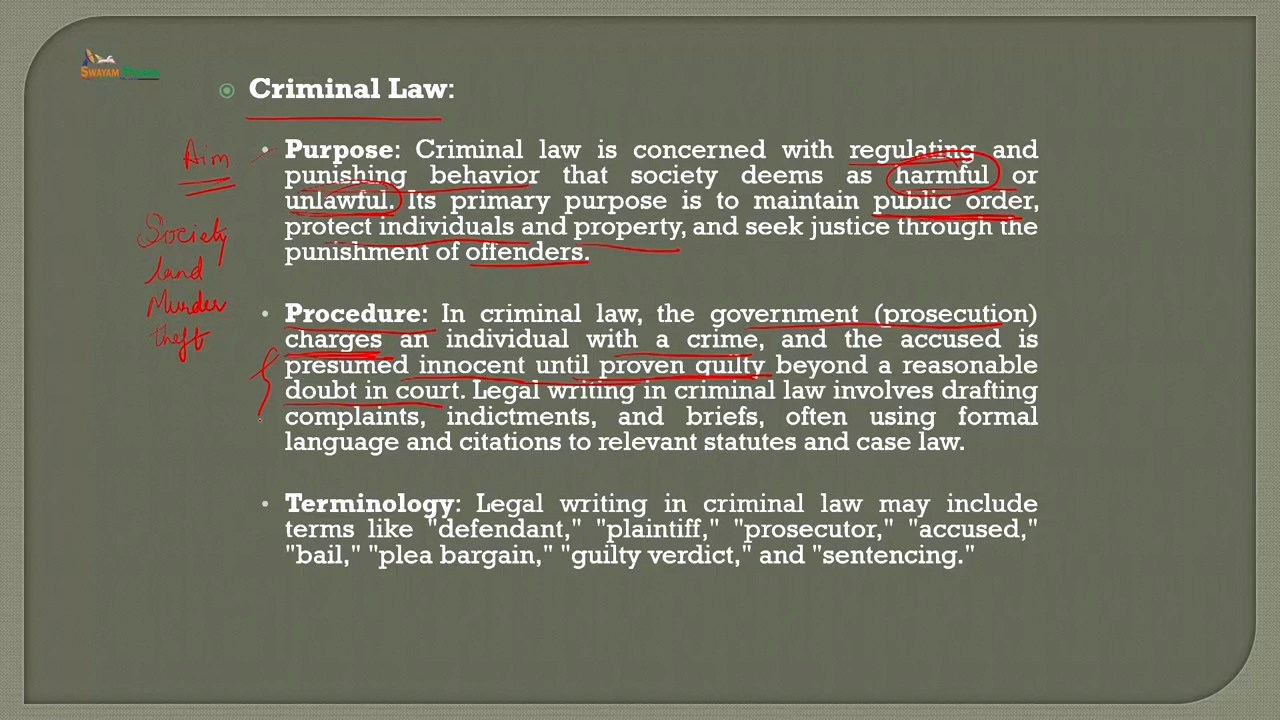 SWAYAM PRABHA
Criminal Law:
Aim
Purpose: Criminal law is concerned with regulating and
punishing behavior that society deems as harmful or
unlawful. Its primary purpose is to maintain public order,
protect individuals and property, and seek justice through the
punishment of offenders.
Society
land
Murder
theft
Procedure: In criminal law, the government (prosecution)
charges an individual with a crime, and the accused is
presumed innocent until proven guilty beyond a reasonable
doubt in court. Legal writing in criminal law involves drafting
complaints, indictments, and briefs, often using formal
language and citations to relevant statutes and case law.
Terminology: Legal writing in criminal law may include
terms like "defendant," "plaintiff," "prosecutor," "accused,"
"bail," "plea bargain," "guilty verdict," and "sentencing."